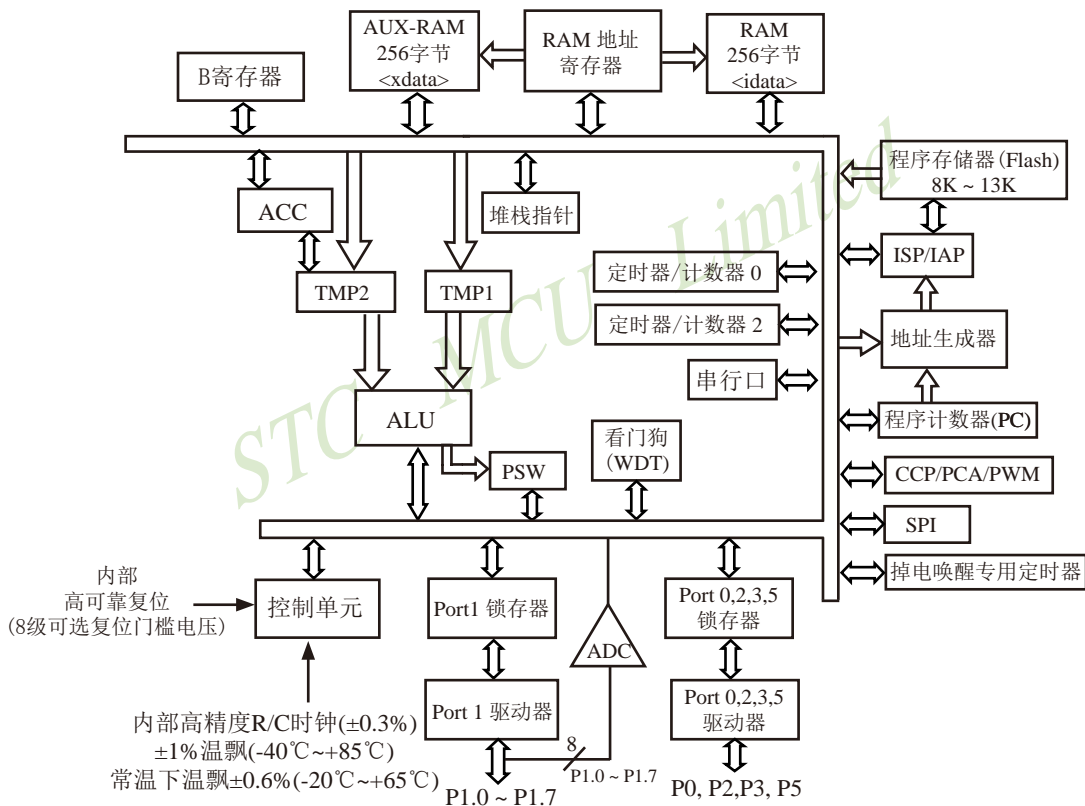 AUX-RAM
256字节
<xdata>
RAM 地址
寄存器
RAM
256字节
<idata>
B寄存器
程序存储器(Flash)
8K ~ 13K
ACC
堆栈指针
ISP/IAP
定时器/计数器 0
TMP2
TMP1
定时器/计数器 2
地址生成器
串行口
ALU
程序计数器(PC)
看门狗
(WDT)
PSW
CCP/PCA/PWM
SPI
掉电唤醒专用定时器
STC MCU Limited
内部
高可靠复位
(8级可选复位门槛电压)
控制单元
Port1 锁存器
Port 0,2,3,5
锁存器
ADC
Port 1 驱动器
Port 0,2,3,5
驱动器
内部高精度R/C时钟(±0.3%)
±1%温飘(-40℃~+85℃)
常温下温飘±0.6%(-20℃~+65℃)
8
P1.0 ~ P1.7
P1.0 ~ P1.7
P0, P2,P3, P5